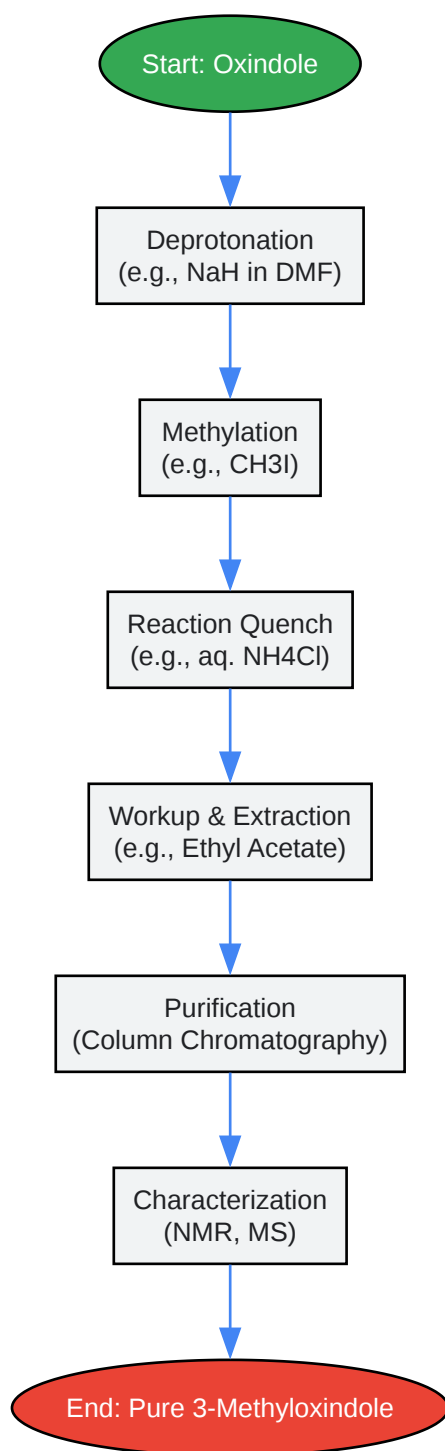 Start: Oxindole
Deprotonation
(e.g., NaH in DMF)
Methylation
(e.g., CH3I)
Reaction Quench
(e.g., aq. NH4Cl)
Workup & Extraction
(e.g., Ethyl Acetate)
Purification
(Column Chromatography)
Characterization
(NMR, MS)
End: Pure 3-Methyloxindole